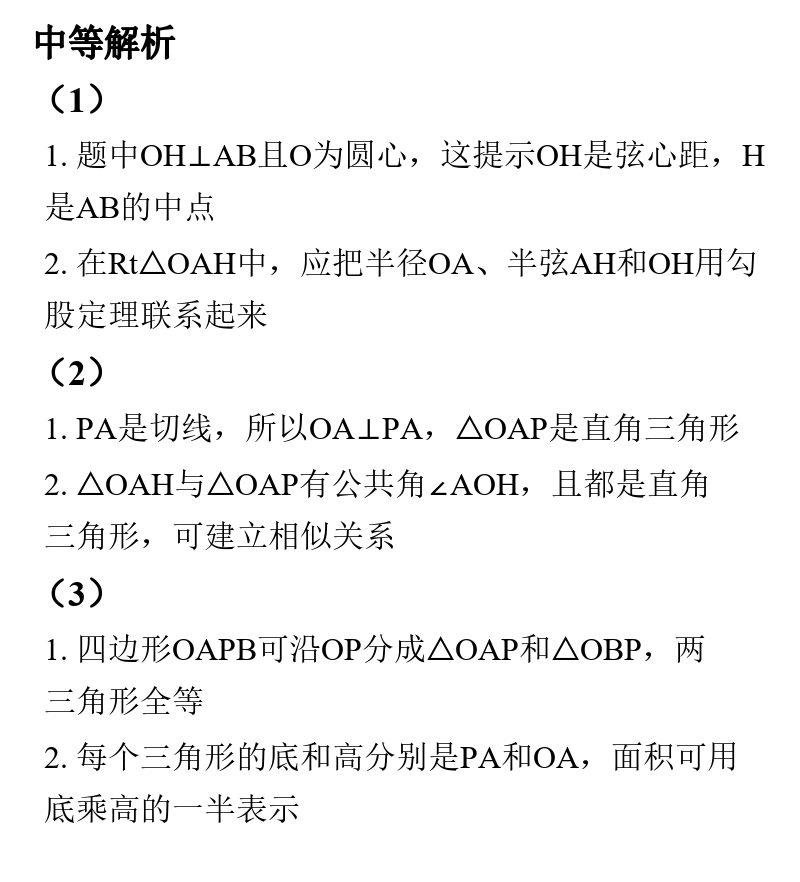 中等解析
（1）
1. 题中OH⊥AB且O为圆心，这提示OH是弦心距，H
是AB的中点
2. 在Rt△OAH中，应把半径OA、半弦AH和OH用勾
股定理联系起来
（2）
1. PA是切线，所以OA⊥PA，△OAP是直角三角形
2. △OAH与△OAP有公共角∠AOH，且都是直角
三角形，可建立相似关系
（3）
1. 四边形OAPB可沿OP分成△OAP和△OBP，两
三角形全等
2. 每个三角形的底和高分别是PA和OA，面积可用
底乘高的一半表示